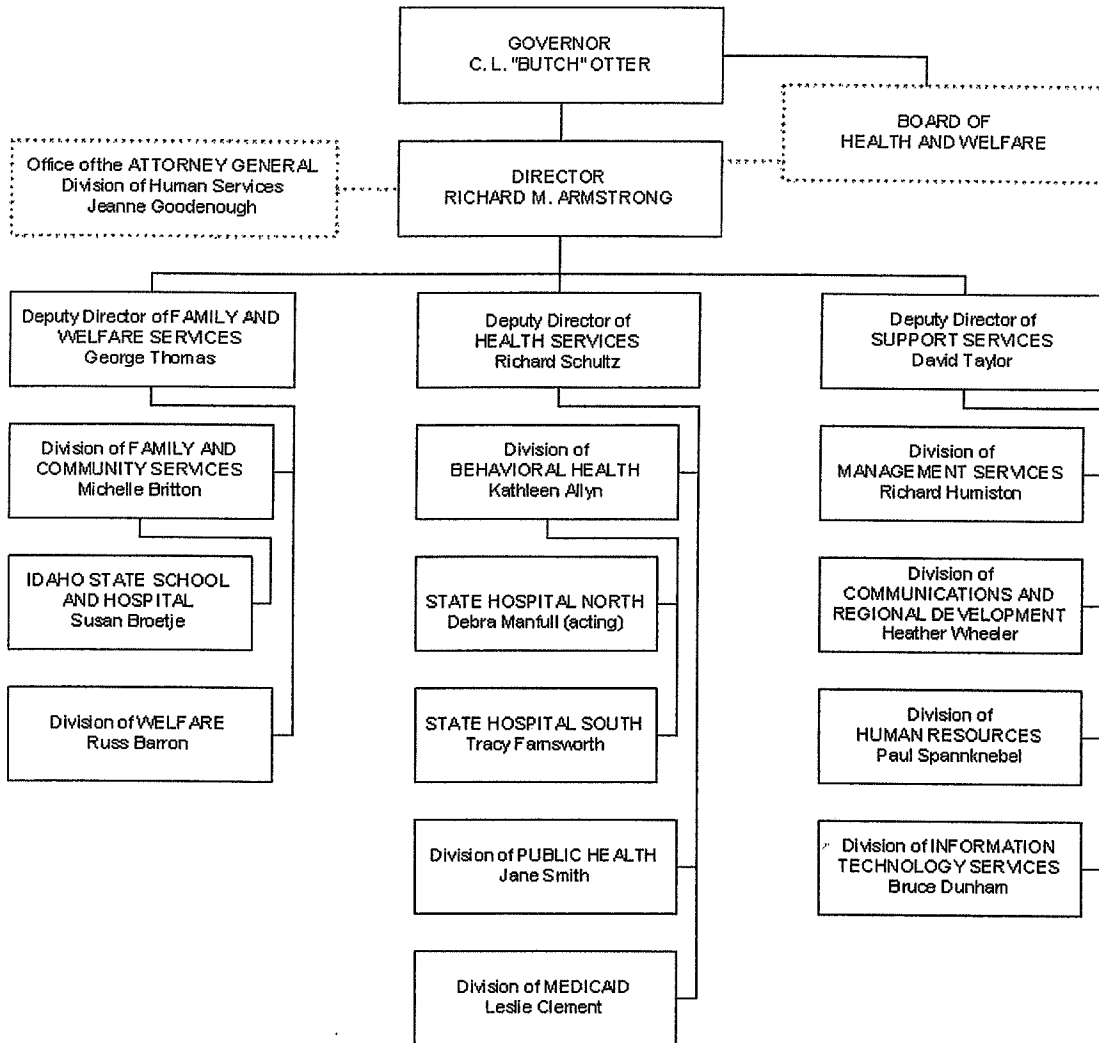 GOVERNOR
C. L. "BUTCH" OTTER
BOARD OF
HEALTH AND WELFARE
Office of the ATTORNEY GENERAL
Division of Human Services
Jeanne Goodenough
DIRECTOR
RICHARD M. ARMSTRONG
Deputy Director of FAMILY AND
WELFARE SERVICES
George Thomas
Division of FAMILY AND
COMMUNITY SERVICES
Michelle Britton
IDAHO STATE SCHOOL
AND HOSPITAL
Susan Broetje
Division of WELFARE
Russ Barron
Deputy Director of
HEALTH SERVICES
Richard Schultz
Division of
BEHAVIORAL HEALTH
Kathleen Allyn
STATE HOSPITAL NORTH
Debra Manfull (acting)
STATE HOSPITAL SOUTH
Tracy Farnsworth
Division of PUBLIC HEALTH
Jane Smith
Division of MEDICAID
Leslie Clement
Deputy Director of
SUPPORT SERVICES
David Taylor
Division of
MANAGEMENT SERVICES
Richard Humiston
Division of
COMMUNICATIONS AND
REGIONAL DEVELOPMENT
Heather Wheeler
Division of
HUMAN RESOURCES
Paul Spannknebel
Division of INFORMATION
TECHNOLOGY SERVICES
Bruce Dunham